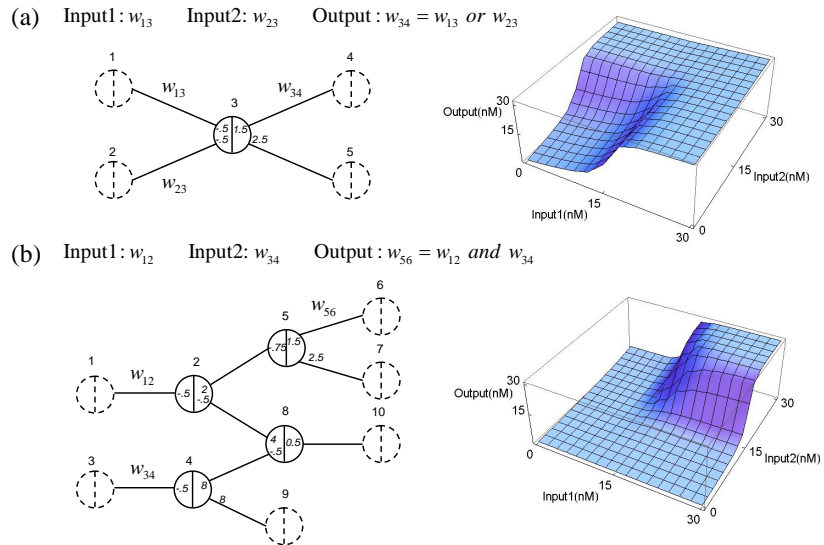 (a) Input1: w13 Input2: w23 Output: w34 = w13 or w23
1 4
w13 3 w34
-.5 1.5
-.5 2.5
2 5
w23
Output(nM) 30
15
0
15
Input1(nM)
30
0
15 Input2(nM)
30
(b) Input1: w12 Input2: w34 Output: w56 = w12 and w34
6
5 w56
1.5
-.75
1 2 2.5 7
w12
-.5 2
-.5
8 10
4 0.5
-.5
3 w34 4
-.5 8
8 9
Output(nM) 30
15
0
15
Input1(nM)
30
0
15 Input2(nM)
30